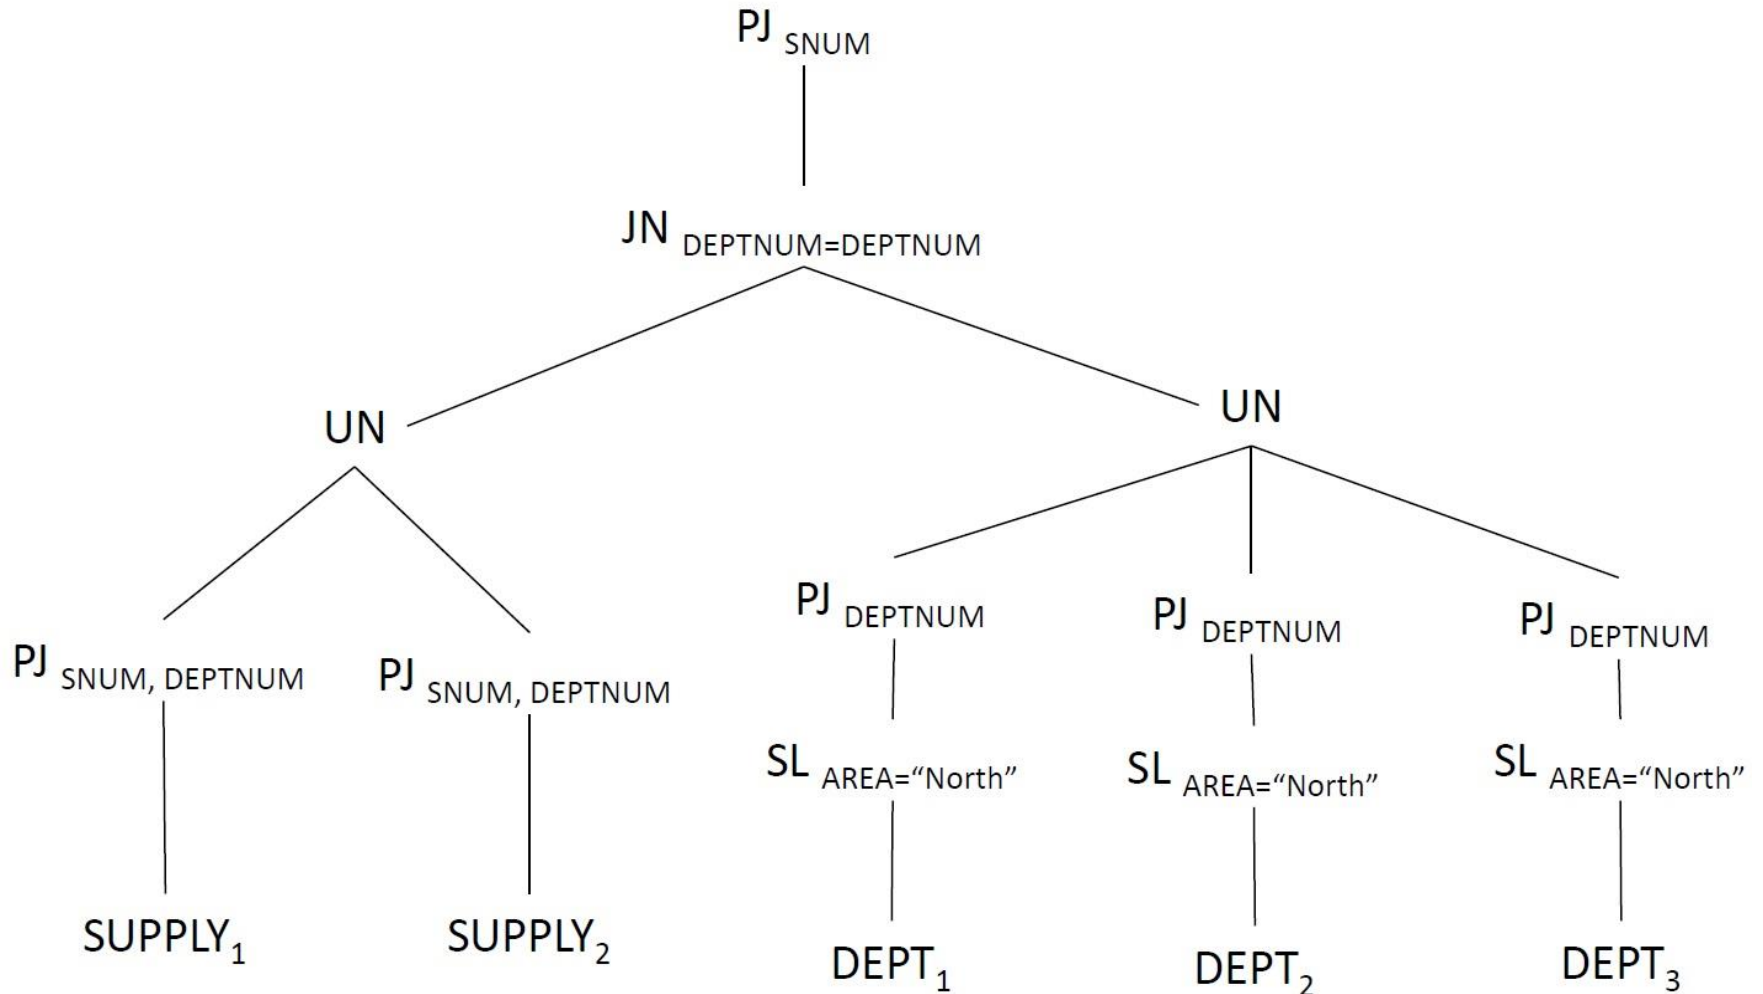 PJ SNUM
JN DEPTNUM=DEPTNUM
UN
UN
PJ SNUM, DEPTNUM
PJ SNUM, DEPTNUM
PJ DEPTNUM
PJ DEPTNUM
PJ DEPTNUM
SL AREA=“North”
SL AREA=“North”
SL AREA=“North”
SUPPLY1
SUPPLY2
DEPT1
DEPT2
DEPT3